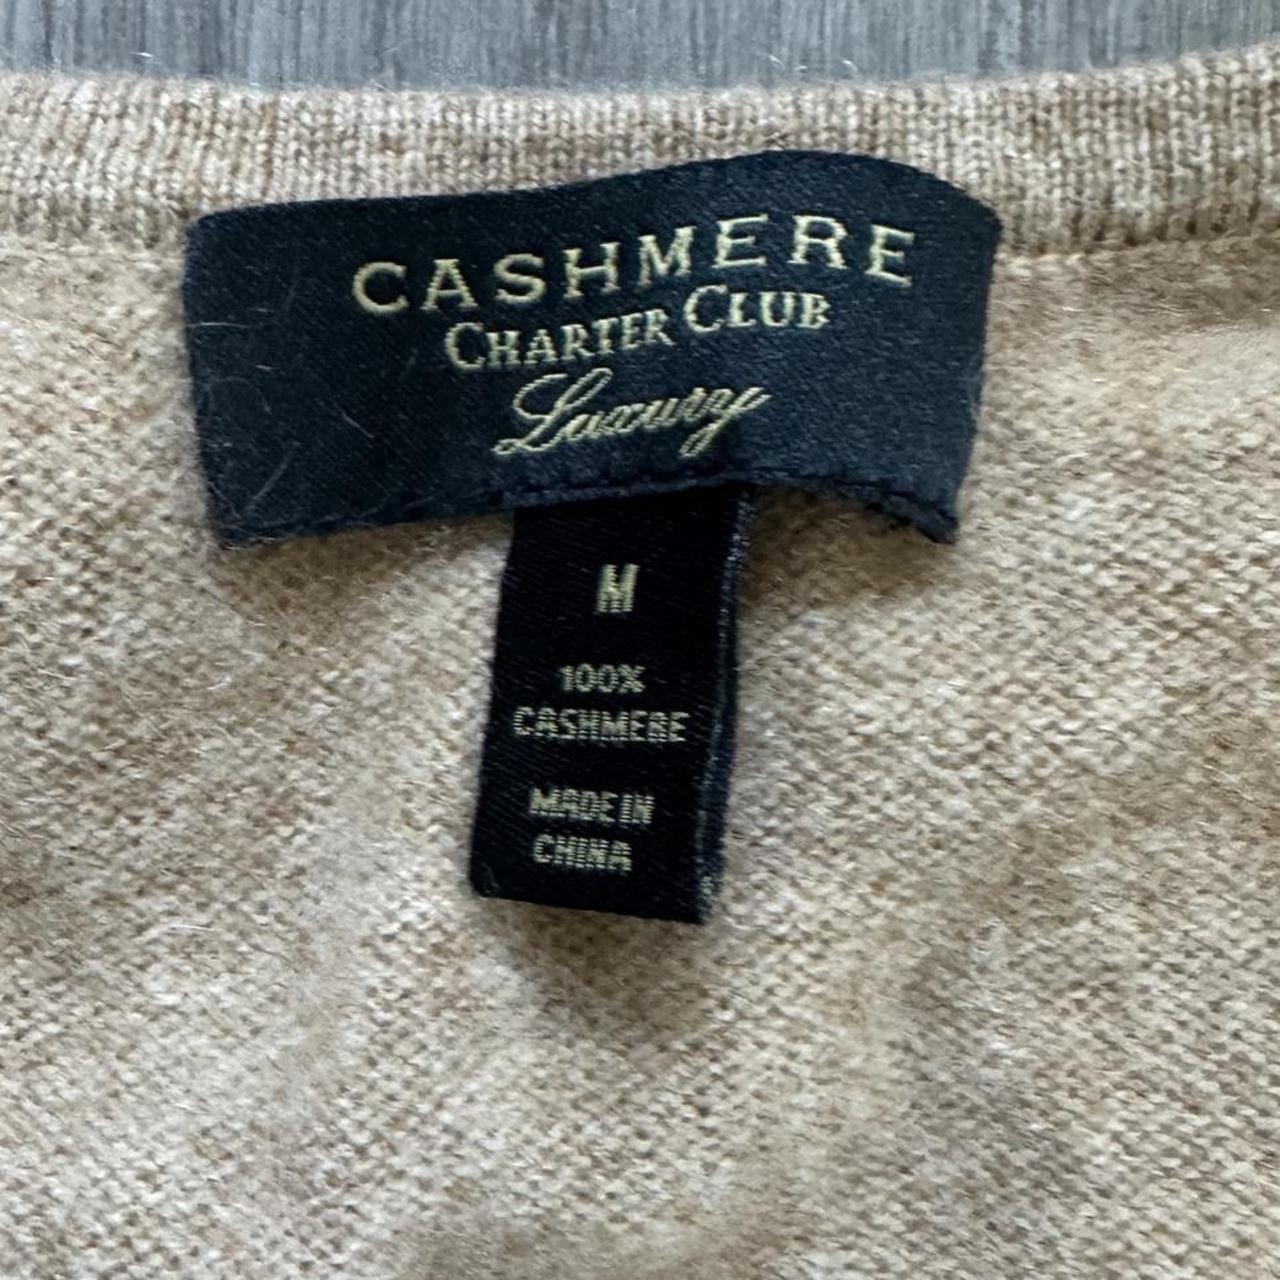 CASHMERE
CHARTER CLUB
Luxury
M
100%
CASHMERE
MADE IN
CHINA